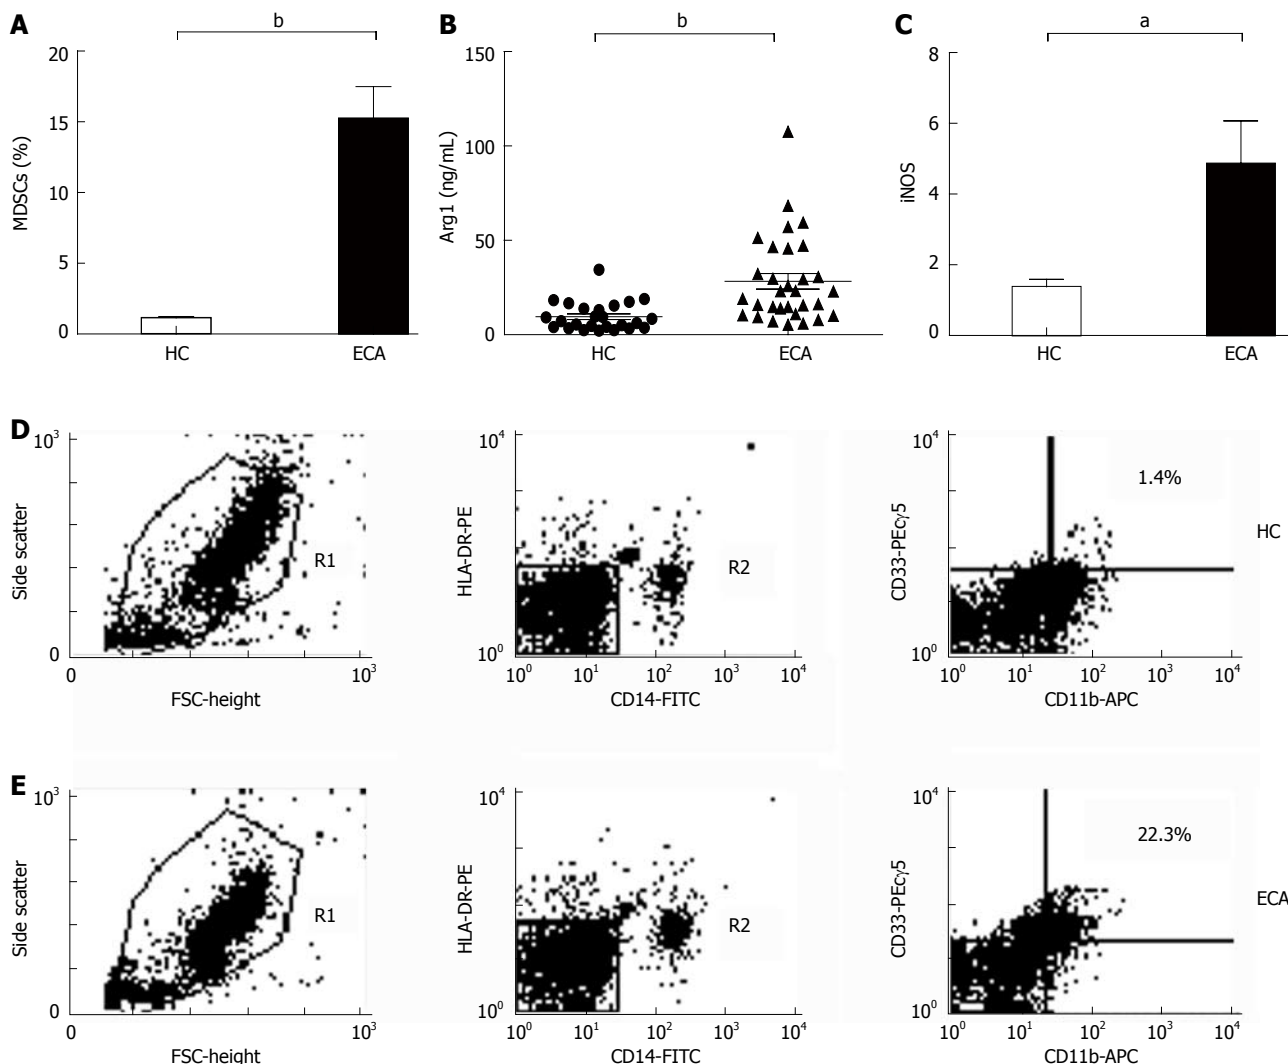 A
b
MDSCs (%)
20
15
10
5
0
HC
ECA
B
b
Arg1 (ng/mL)
150
100
50
0
HC
ECA
C
a
iNOS
8
6
4
2
0
HC
ECA
D
Side scatter
10³
0
R1
0
10³
FSC-height
HLA-DR-PE
10⁴
10⁰
R2
10⁰ 10¹ 10² 10³ 10⁴
CD14-FITC
CD33-PEcγ5
10⁴
10⁰
1.4%
HC
10⁰ 10¹ 10² 10³ 10⁴
CD11b-APC
E
Side scatter
10³
0
R1
0
10³
FSC-height
HLA-DR-PE
10⁴
10⁰
R2
10⁰ 10¹ 10² 10³ 10⁴
CD14-FITC
CD33-PEcγ5
10⁴
10⁰
22.3%
ECA
10⁰ 10¹ 10² 10³ 10⁴
CD11b-APC